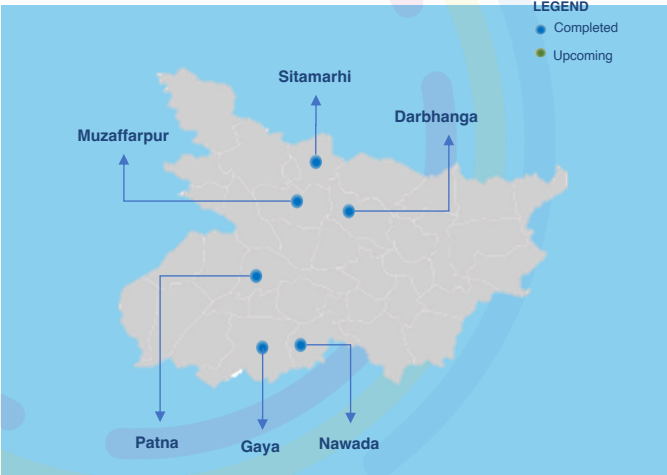 LEGEND
Completed
Upcoming
Sitamarhi
Darbhanga
Muzaffarpur
Patna
Gaya
Nawada